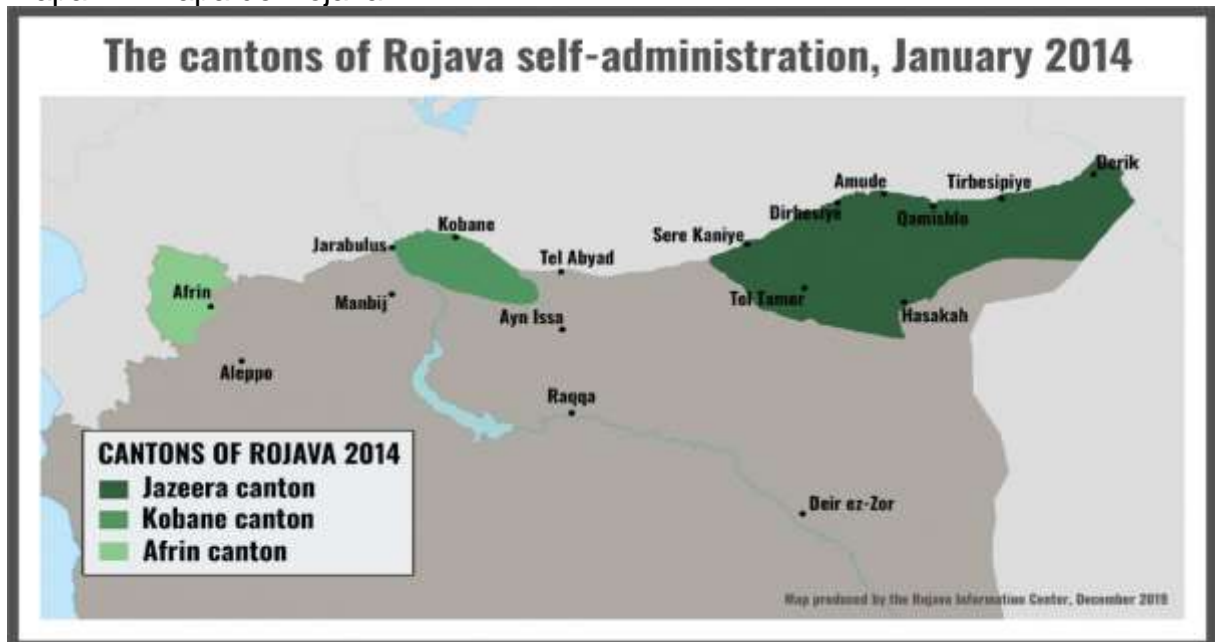 The cantons of Rojava self-administration, January 2014
Derik
Amude
Tirbesipiye
Dirbesiye
Qamishlo
Kobane
Sere Kaniye
Jarabulus
Tel Abyad
Afrin
Manbij
Tel Tamer
Ayn Issa
Hasakah
Aleppo
Raqqa
CANTONS OF ROJAVA 2014
Jazeera canton
Kobane canton
Afrin canton
Deir ez-Zor
Map produced by the Rojava Information Center, December 2019